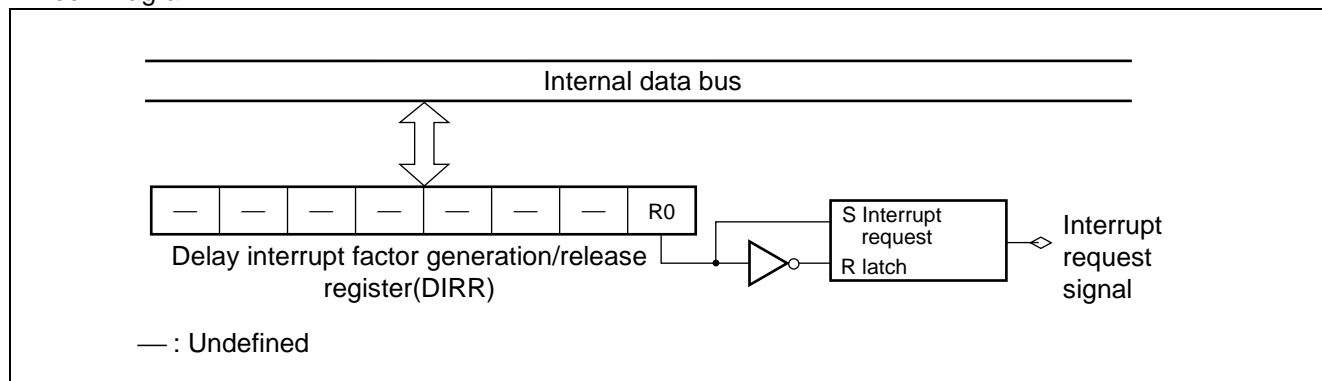 Internal data bus
— — — — — — — R0
Delay interrupt factor generation/release
register(DIRR)
S Interrupt
request
R latch
Interrupt
request
signal
— : Undefined